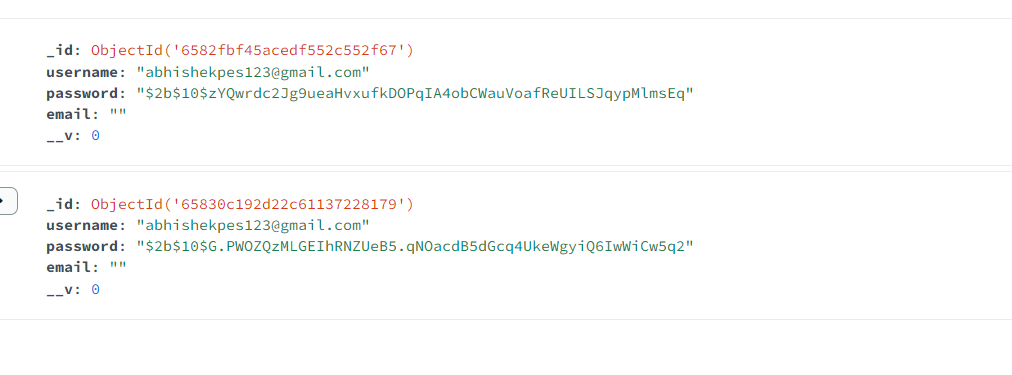 _id: ObjectId('6582fbf45acedf552c552f67')
username: "abhishekpes123@gmail.com"
password: "$2b$10$zYQwrdc2Jg9ueaHvxufkDOPqIA4obCWauVoafReUILSJqypMlmsEq"
email: ""
__v: 0
_id: ObjectId('65830c192d22c61137228179')
username: "abhishekpes123@gmail.com"
password: "$2b$10$G.PWOZQzMLGEIhRNZUeB5.qNOacdB5dGcq4UkeWgyiQ6IwWiCw5q2"
email: ""
__v: 0